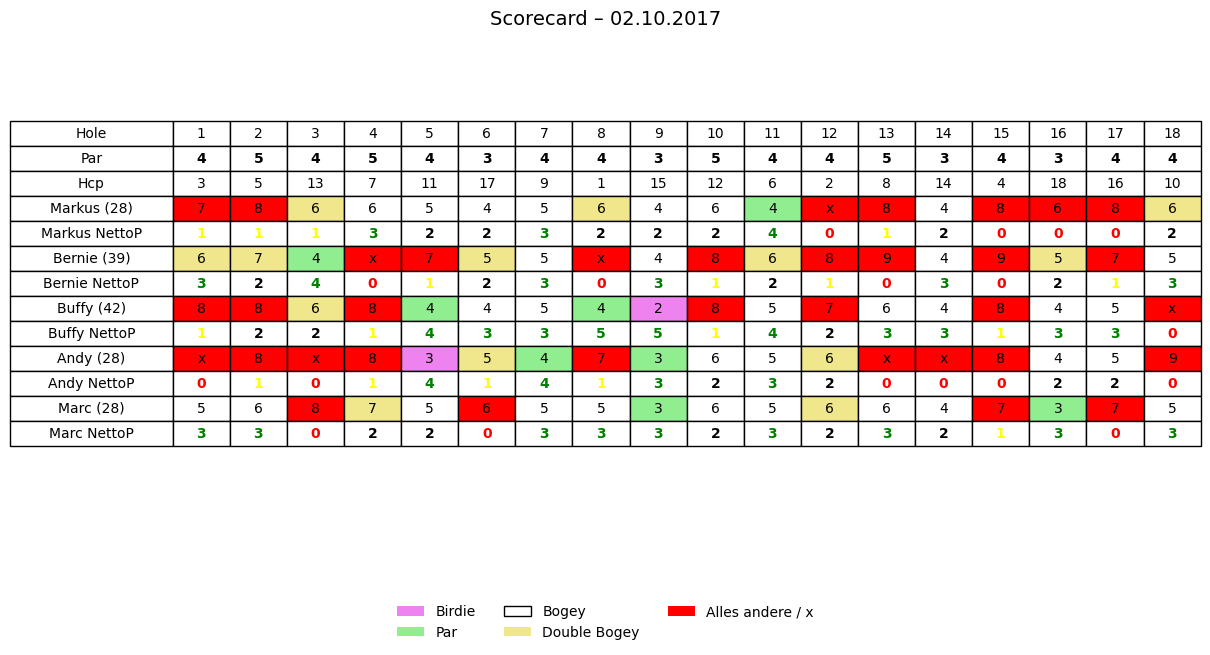 Scorecard – 02.10.2017
Hole 1 2 3 4 5 6 7 8 9 10 11 12 13 14 15 16 17 18
Par 4 5 4 5 4 3 4 4 3 5 4 4 5 3 4 3 4 4
Hcp 3 5 13 7 11 17 9 1 15 12 6 2 8 14 4 18 16 10
Markus (28) 7 8 6 6 5 4 5 6 4 6 4 x 8 4 8 6 8 6
Markus NettoP 1 1 1 3 2 2 3 2 2 2 4 0 1 2 0 0 0 2
Bernie (39) 6 7 4 x 7 5 5 x 4 8 6 8 9 4 9 5 7 5
Bernie NettoP 3 2 4 0 1 2 3 0 3 1 2 1 0 3 0 2 1 3
Buffy (42) 8 8 6 8 4 4 5 4 2 8 5 7 6 4 8 4 5 x
Buffy NettoP 1 2 2 1 4 3 3 5 5 1 4 2 3 3 1 3 3 0
Andy (28) x 8 x 8 3 5 4 7 3 6 5 6 x x 8 4 5 9
Andy NettoP 0 1 0 1 4 1 4 1 3 2 3 2 0 0 0 2 2 0
Marc (28) 5 6 8 7 5 6 5 5 3 6 5 6 6 4 7 3 7 5
Marc NettoP 3 3 0 2 2 0 3 3 3 2 3 2 3 2 1 3 0 3
Birdie Bogey Alles andere / x
Par Double Bogey